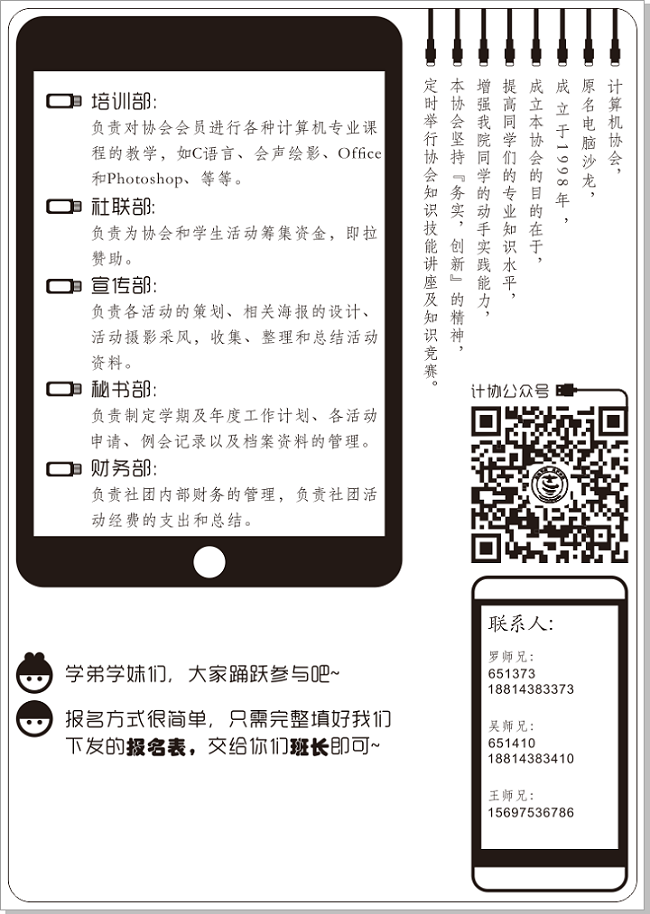 培训部:
负责对协会会员进行各种计算机专业课
程的教学，如C语言、会声绘影、Office
和Photoshop、等等。
社联部:
负责为协会和学生活动筹集资金，即拉
赞助。
宣传部:
负责各活动的策划、相关海报的设计、
活动摄影采风，收集、整理和总结活动
资料。
秘书部:
负责制定学期及年度工作计划、各活动
申请、例会记录以及档案资料的管理。
财务部:
负责社团内部财务的管理，负责社团活
动经费的支出和总结。
计算机协会，
原名电脑沙龙，
成立于1998年，
成立本协会的目的在于，
提高同学们的专业知识水平，
增强我院同学的动手实践能力，
本协会坚持『务实，创新』的精神，
定时举行协会知识技能讲座及知识竞赛。
计协公众号
联系人:
罗师兄:
651373
18814383373
吴师兄:
651410
18814383410
王师兄:
15697536786
学弟学妹们，大家踊跃参与吧~
报名方式很简单，只需完整填好我们
下发的报名表，交给你们班长即可~